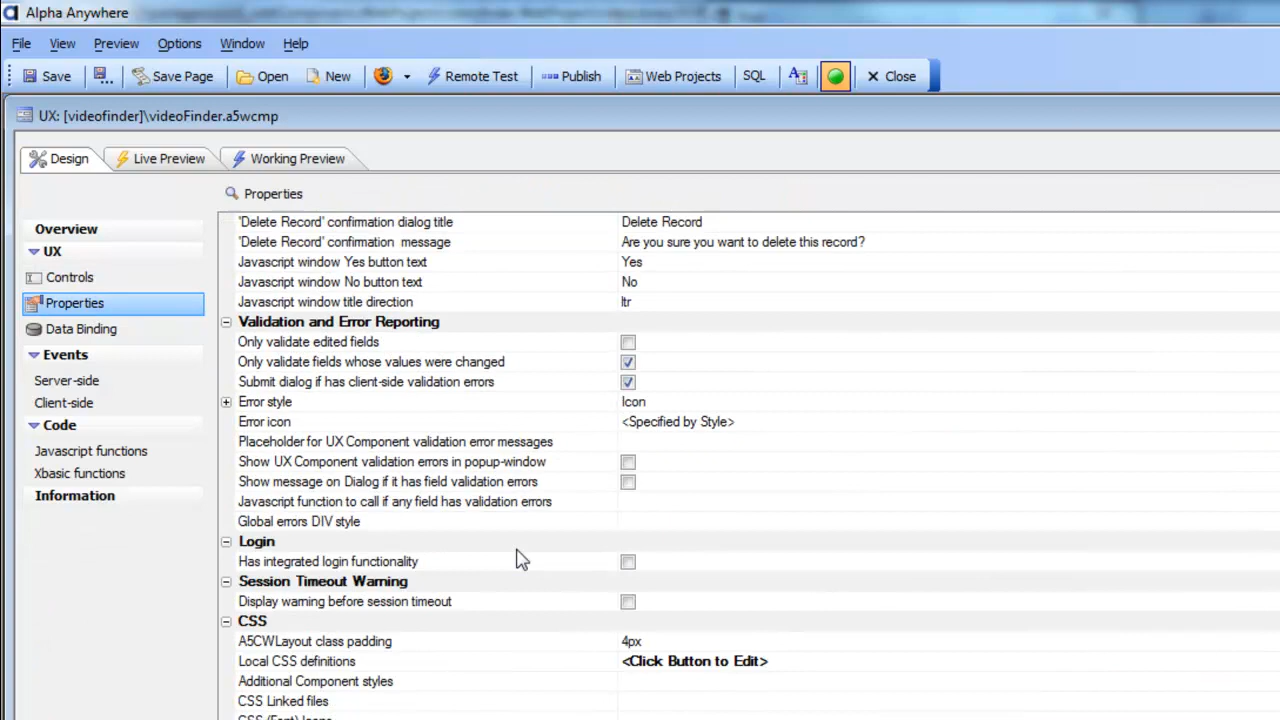 Alpha Anywhere
File View Preview Options Window Help
Save Save Page Open New Remote Test Publish Web Projects SQL A Close
UX: [videofinder]\videoFinder.a5wcmp
Design Live Preview Working Preview
Properties
Overview
UX
Controls
Properties
Data Binding
Events
Server-side
Client-side
Code
Javascript functions
Xbasic functions
Information
'Delete Record' confirmation dialog title Delete Record
'Delete Record' confirmation message Are you sure you want to delete this record?
Javascript window Yes button text Yes
Javascript window No button text No
Javascript window title direction ltr
Validation and Error Reporting
Only validate edited fields
Only validate fields whose values were changed
Submit dialog if has client-side validation errors
Error style Icon
Error icon <Specified by Style>
Placeholder for UX Component validation error messages
Show UX Component validation errors in popup-window
Show message on Dialog if it has field validation errors
Javascript function to call if any field has validation errors
Global errors DIV style
Login
Has integrated login functionality
Session Timeout Warning
Display warning before session timeout
CSS
A5CWLayout class padding 4px
Local CSS definitions <Click Button to Edit>
Additional Component styles
CSS Linked files
CSS (Font) Icons